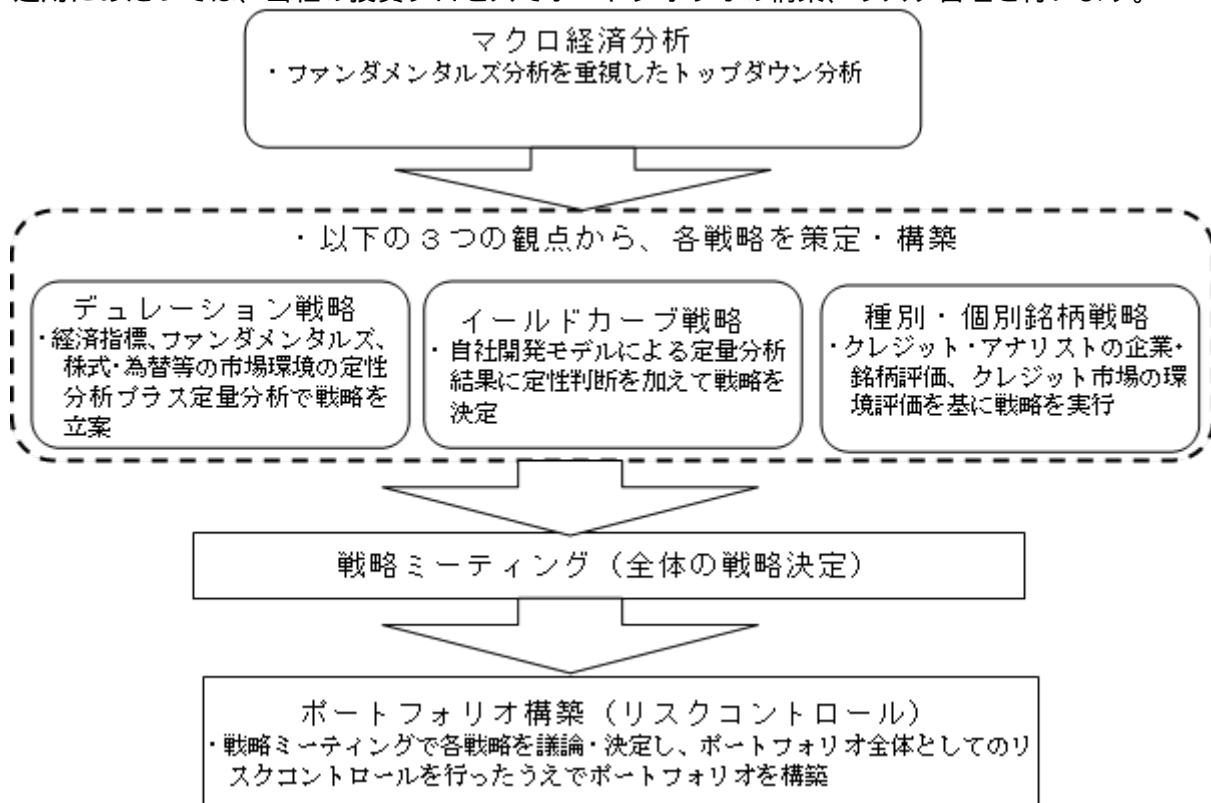 マクロ経済分析
・ファンダメンタルズ分析を重視したトップダウン分析
・以下の３つの観点から、各戦略を策定・構築
デュレーション戦略
・経済指標、ファンダメンタルズ、
株式・為替等の市場環境の定性
分析プラス定量分析で戦略を
立案
イールドカーブ戦略
・自社開発モデルによる定量分析
結果に定性判断を加えて戦略を
決定
種別・個別銘柄戦略
・クレジット・アナリストの企業・
銘柄評価、クレジット市場の環
境評価を基に戦略を実行
戦略ミーティング（全体の戦略決定）
ポートフォリオ構築（リスクコントロール）
・戦略ミーティングで各戦略を議論・決定し、ポートフォリオ全体としてのリ
スクコントロールを行ったうえでポートフォリオを構築